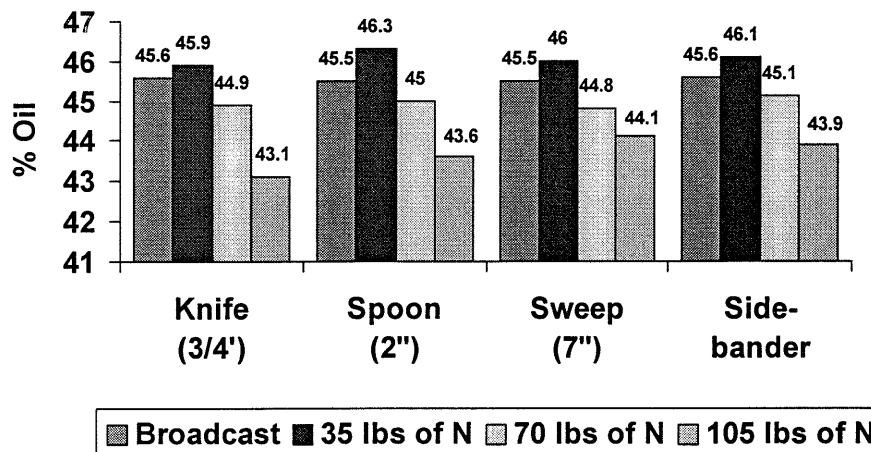 % Oil
47
46
45
44
43
42
41
45.6 45.9 44.9 43.1
45.5 46.3 45 43.6
45.5 46 44.8 44.1
45.6 46.1 45.1 43.9
Knife
(3/4')
Spoon
(2")
Sweep
(7")
Side-
bander
Broadcast 35 lbs of N 70 lbs of N 105 lbs of N